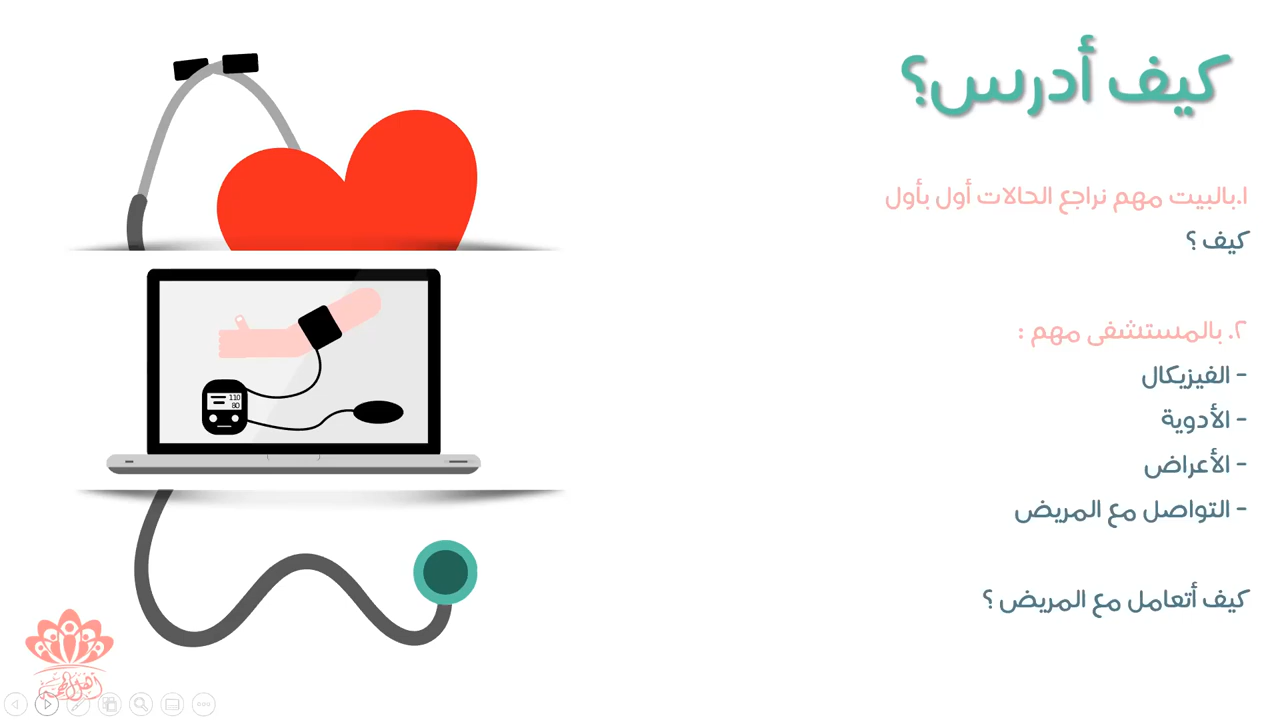 كيف أدرس؟
١.بالبيت مهم نراجع الحالات أول بأول
كيف ؟
٢. بالمستشفى مهم :
- الفيزيكال
- الأدوية
- الأعراض
- التواصل مع المريض
كيف أتعامل مع المريض ؟
110
80